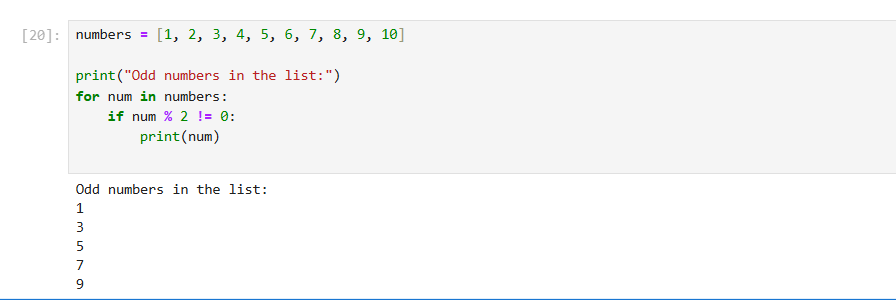 [20]: numbers = [1, 2, 3, 4, 5, 6, 7, 8, 9, 10]
print("Odd numbers in the list:")
for num in numbers:
    if num % 2 != 0:
        print(num)
Odd numbers in the list:
1
3
5
7
9